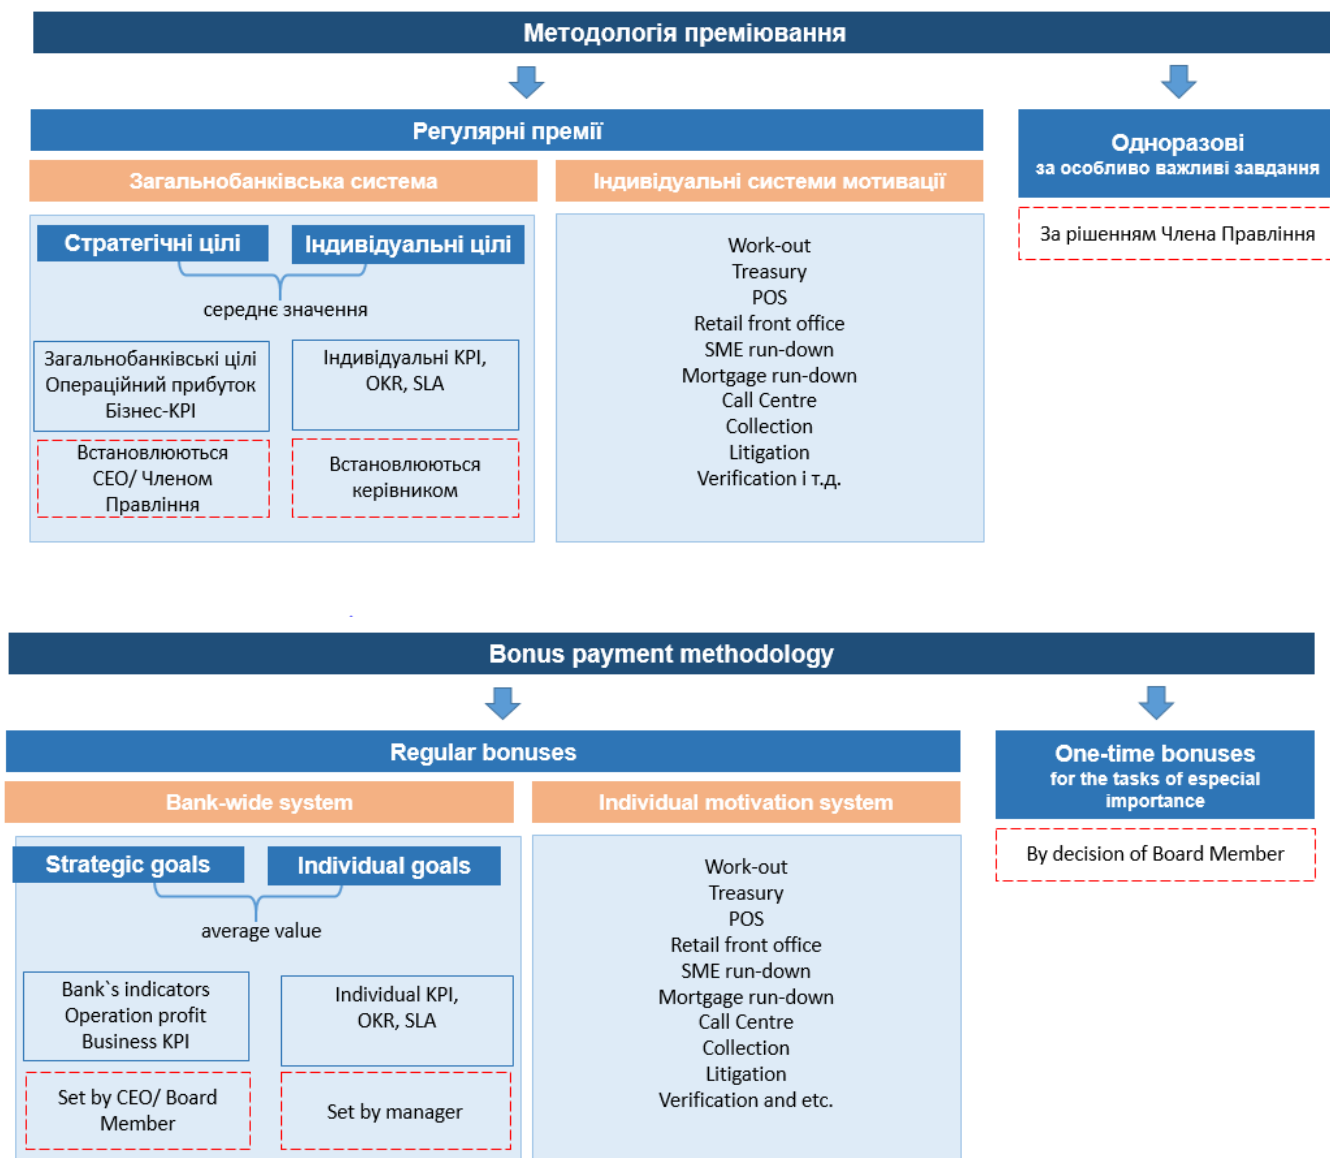 Методологія преміювання
Регулярні премії
Загальнобанківська система
Стратегічні цілі
Індивідуальні цілі
середнє значення
Загальнобанківські цілі
Операційний прибуток
Бізнес-KPI
Індивідуальні KPI,
OKR, SLA
Встановлюються
CEO/ Членом
Правління
Встановлюються
керівником
Індивідуальні системи мотивації
Work-out
Treasury
POS
Retail front office
SME run-down
Mortgage run-down
Call Centre
Collection
Litigation
Verification і т.д.
Одноразові
за особливо важливі завдання
За рішенням Члена Правління
Bonus payment methodology
Regular bonuses
Bank-wide system
Strategic goals
Individual goals
average value
Bank`s indicators
Operation profit
Business KPI
Individual KPI,
OKR, SLA
Set by CEO/ Board
Member
Set by manager
Individual motivation system
Work-out
Treasury
POS
Retail front office
SME run-down
Mortgage run-down
Call Centre
Collection
Litigation
Verification and etc.
One-time bonuses
for the tasks of especial
importance
By decision of Board Member